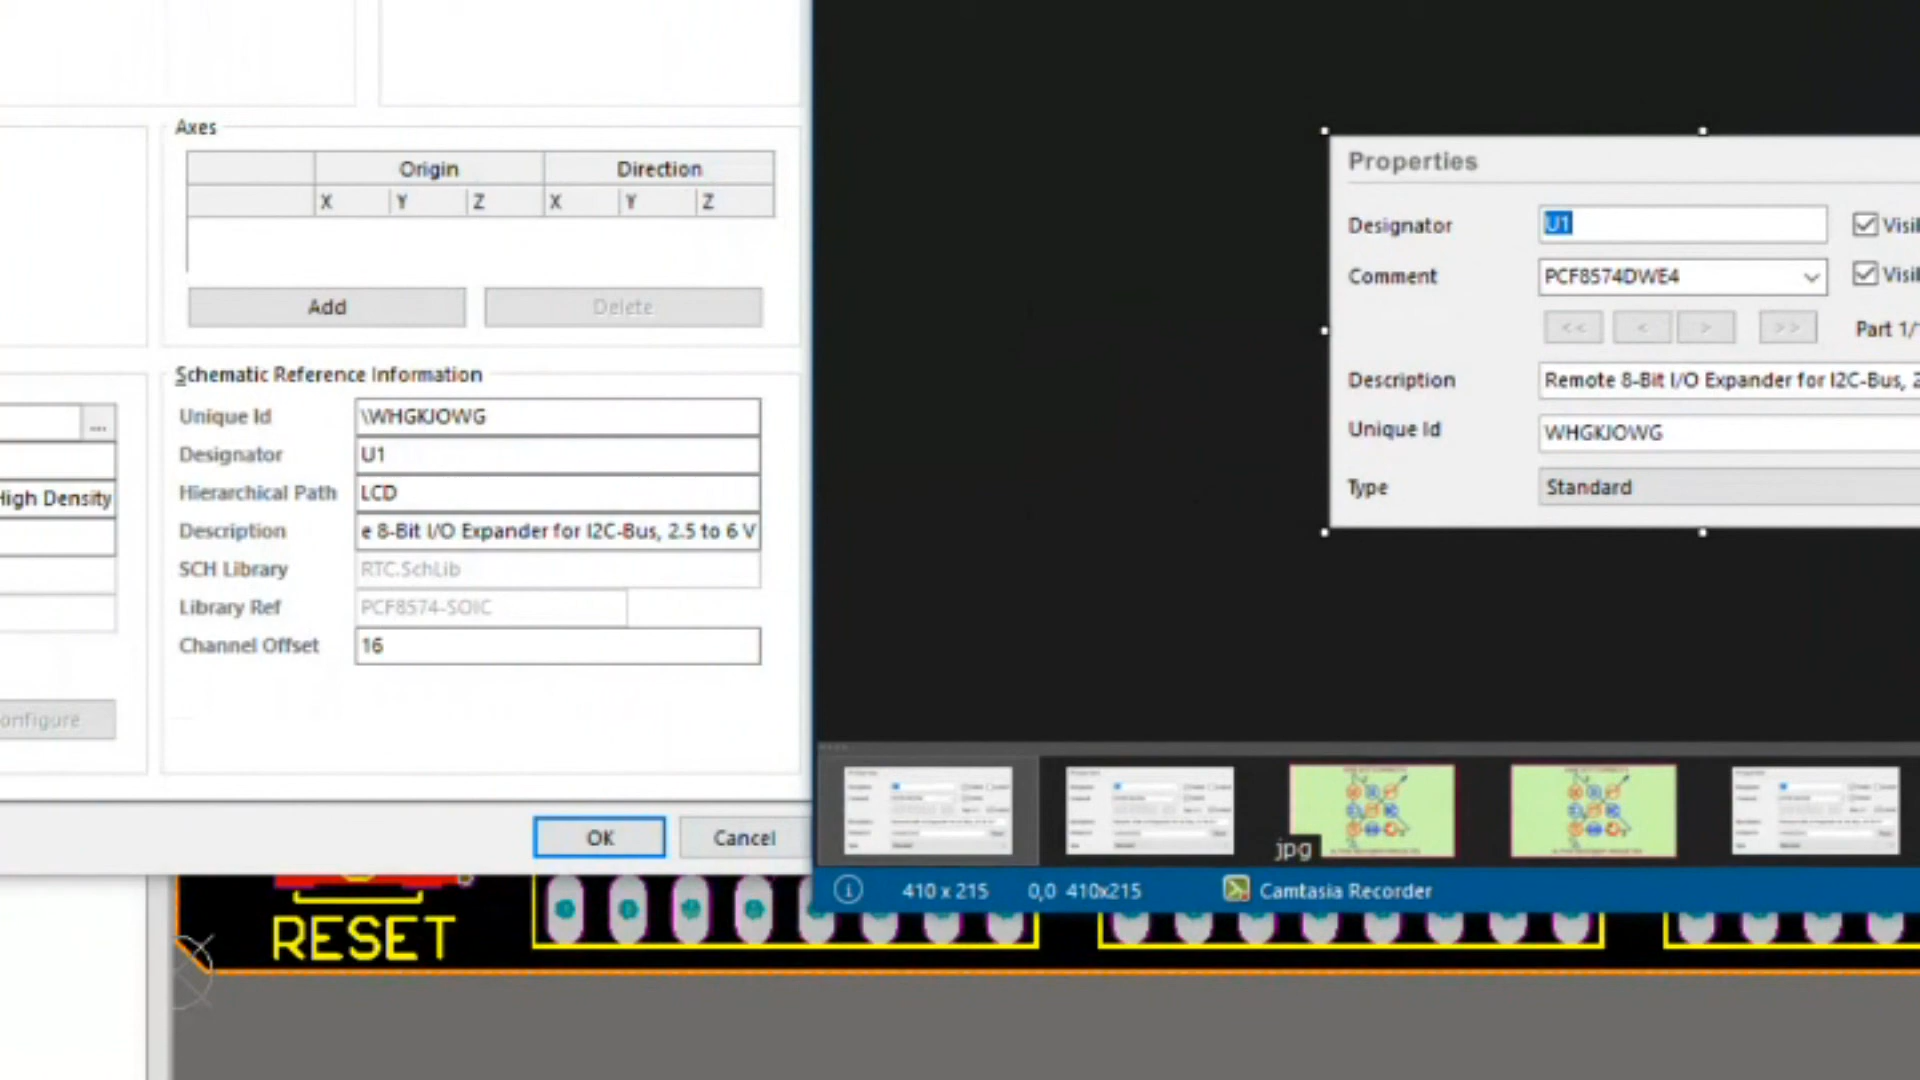 Axes
Origin Direction
X Y Z X Y Z
Add Delete
Schematic Reference Information
Unique Id \WHGKJOWG
Designator U1
Hierarchical Path LCD
Description e 8-Bit I/O Expander for I2C-Bus, 2.5 to 6 V
SCH Library RTC.SchLib
Library Ref PCF8574-SOIC
Channel Offset 16
...
High Density
onfigure
OK Cancel
Properties
Designator U1 Visil
Comment PCF8574DWE4 Visil
<< < > >> Part 1/
Description Remote 8-Bit I/O Expander for I2C-Bus, 2
Unique Id WHGKJOWG
Type Standard
jpg
410 x 215 0,0 410x215 Camtasia Recorder
RESET